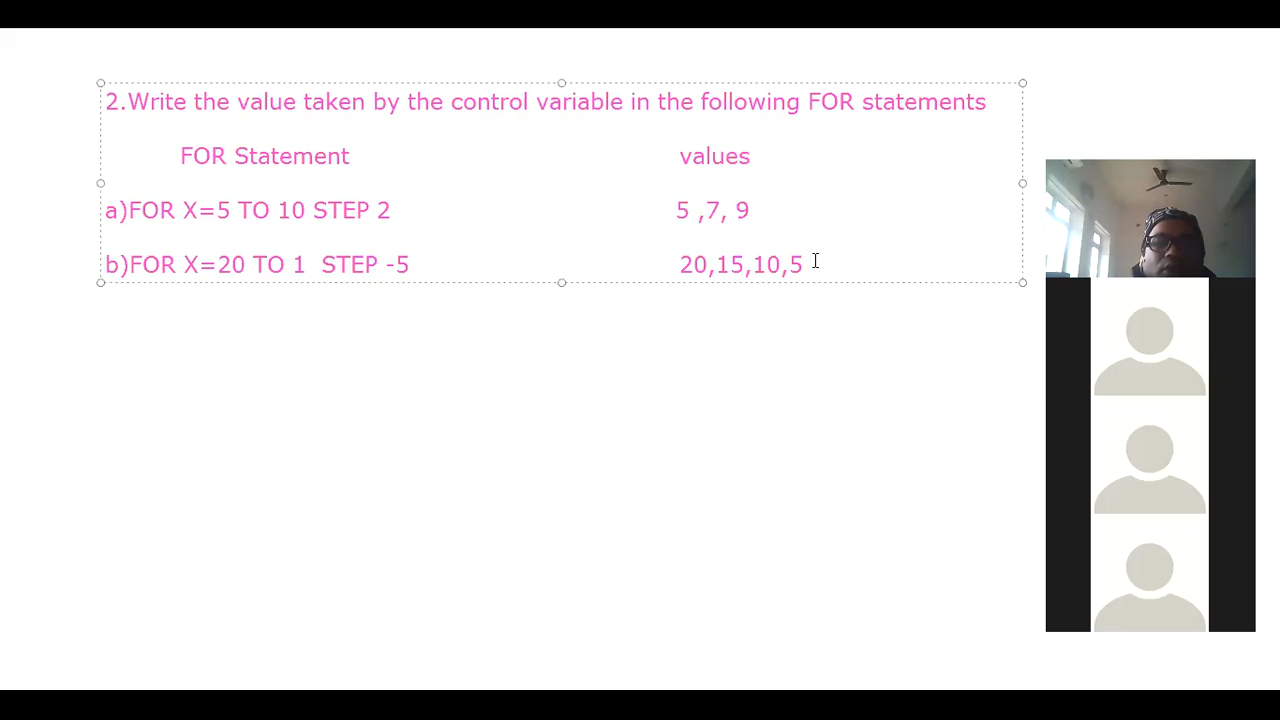 2.Write the value taken by the control variable in the following FOR statements
FOR Statement values
a)FOR X=5 TO 10 STEP 2 5 ,7, 9
b)FOR X=20 TO 1 STEP -5 20,15,10,5